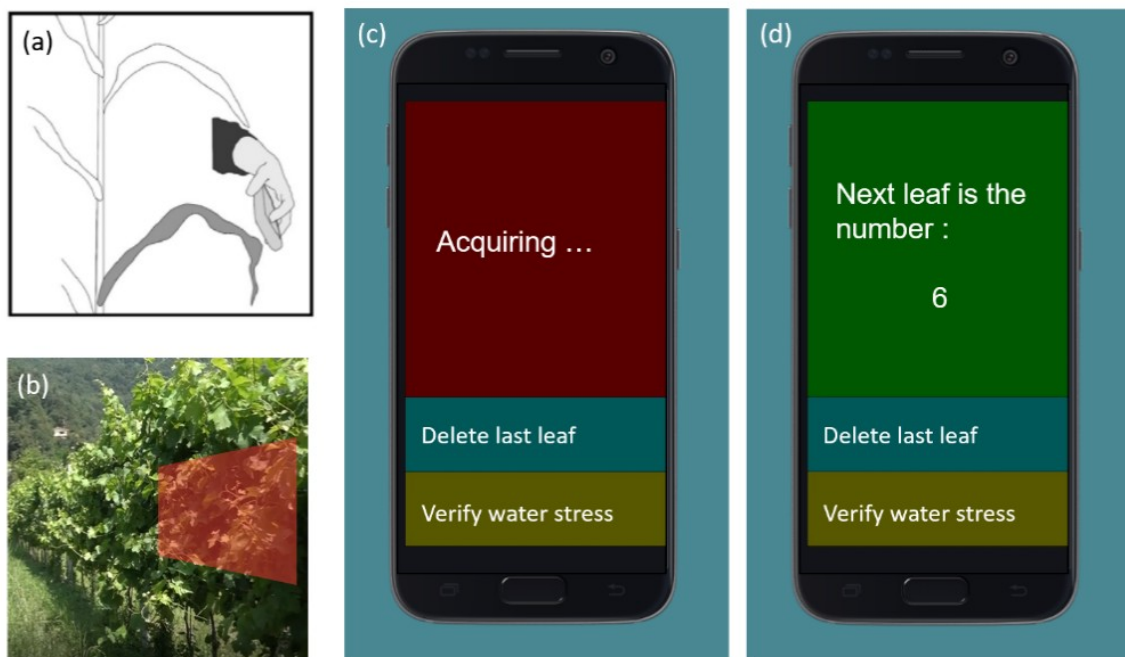 (a)
(b)
(c)
Acquiring …
Delete last leaf
Verify water stress
(d)
Next leaf is the
number :
6
Delete last leaf
Verify water stress